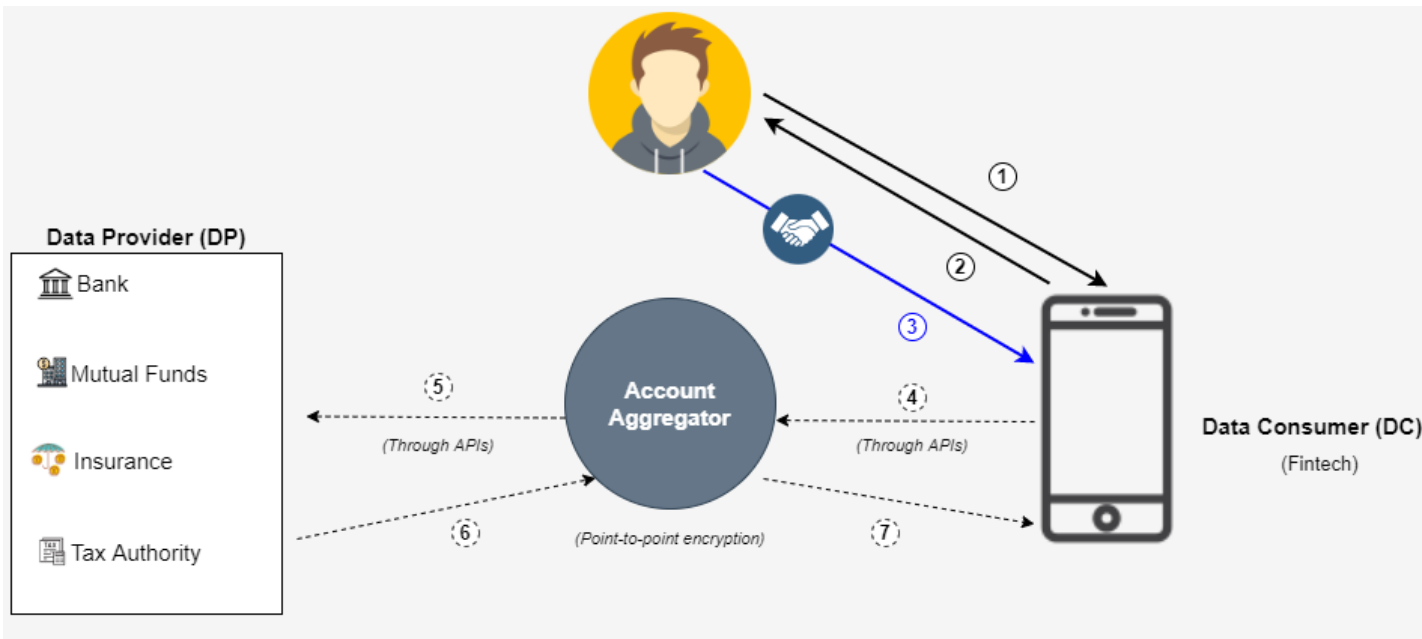 1
2
Data Provider (DP)
Bank
3
Mutual Funds
5
Account
Aggregator
4
(Through APIs)
(Through APIs)
Data Consumer (DC)
(Fintech)
Insurance
6
(Point-to-point encryption)
7
Tax Authority